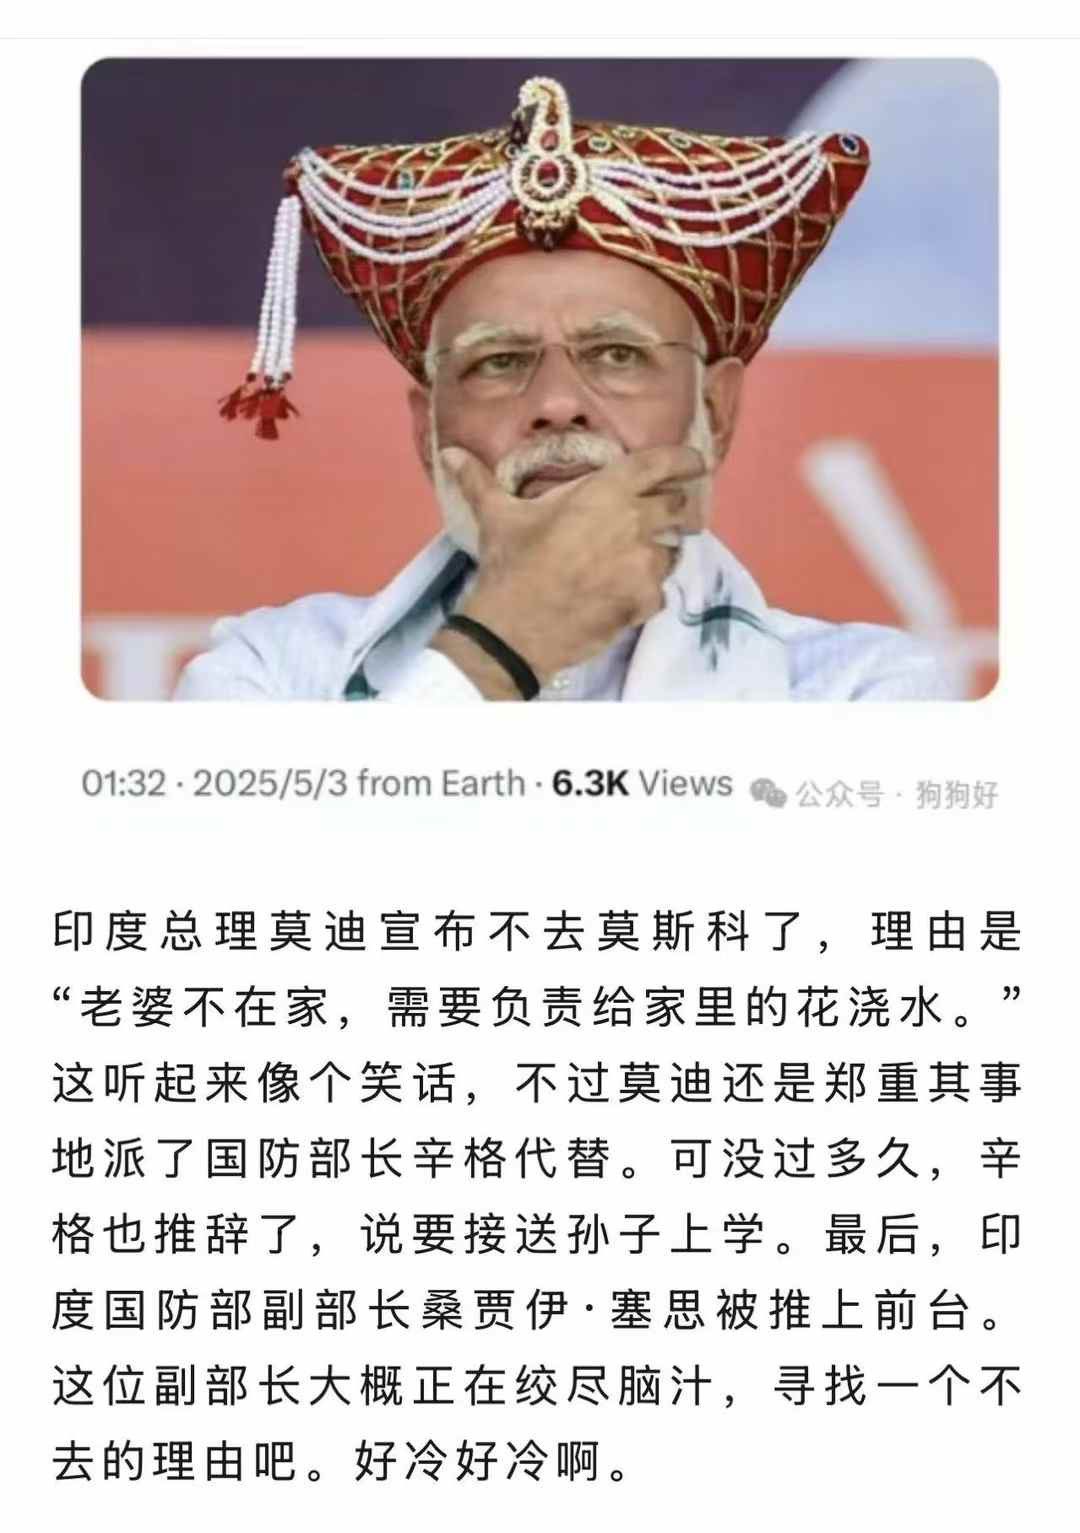 01:32 · 2025/5/3 from Earth · 6.3K Views
公众号 · 狗狗好
印度总理莫迪宣布不去莫斯科了，理由是
“老婆不在家，需要负责给家里的花浇水。”
这听起来像个笑话，不过莫迪还是郑重其事
地派了国防部长辛格代替。可没过多久，辛
格也推辞了，说要接送孙子上学。最后，印
度国防部副部长桑贾伊·塞思被推上前台。
这位副部长大概正在绞尽脑汁，寻找一个不
去的理由吧。好冷好冷啊。